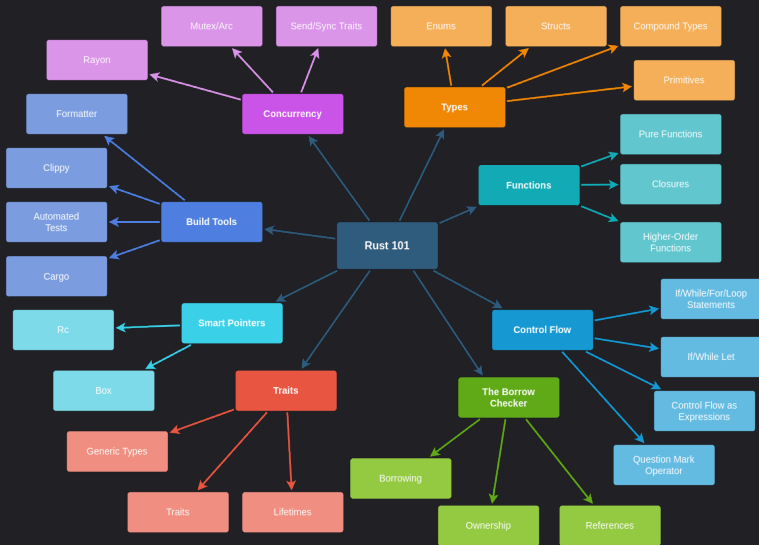 Mutex/Arc
Send/Sync Traits
Enums
Structs
Compound Types
Rayon
Primitives
Formatter
Concurrency
Types
Pure Functions
Clippy
Functions
Closures
Automated
Tests
Build Tools
Rust 101
Higher-Order
Functions
Cargo
If/While/For/Loop
Statements
Rc
Smart Pointers
Control Flow
If/While Let
Box
Traits
The Borrow
Checker
Control Flow as
Expressions
Generic Types
Question Mark
Operator
Borrowing
Traits
Lifetimes
Ownership
References